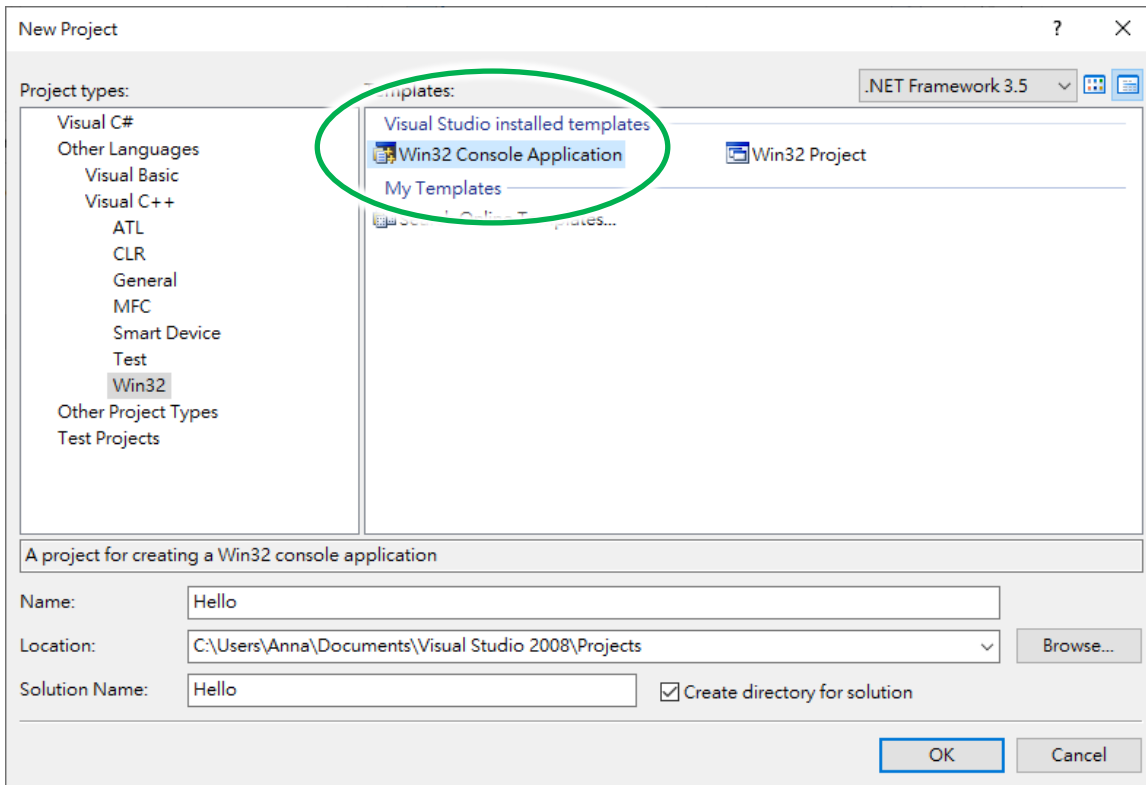 New Project
?
Project types:
Templates:
.NET Framework 3.5
Visual C#
Other Languages
Visual Basic
Visual C++
ATL
CLR
General
MFC
Smart Device
Test
Win32
Other Project Types
Test Projects
Visual Studio installed templates
Win32 Console Application
Win32 Project
My Templates
Search Online Templates...
A project for creating a Win32 console application
Name:
Hello
Location:
C:\Users\Anna\Documents\Visual Studio 2008\Projects
Browse...
Solution Name:
Hello
Create directory for solution
OK
Cancel